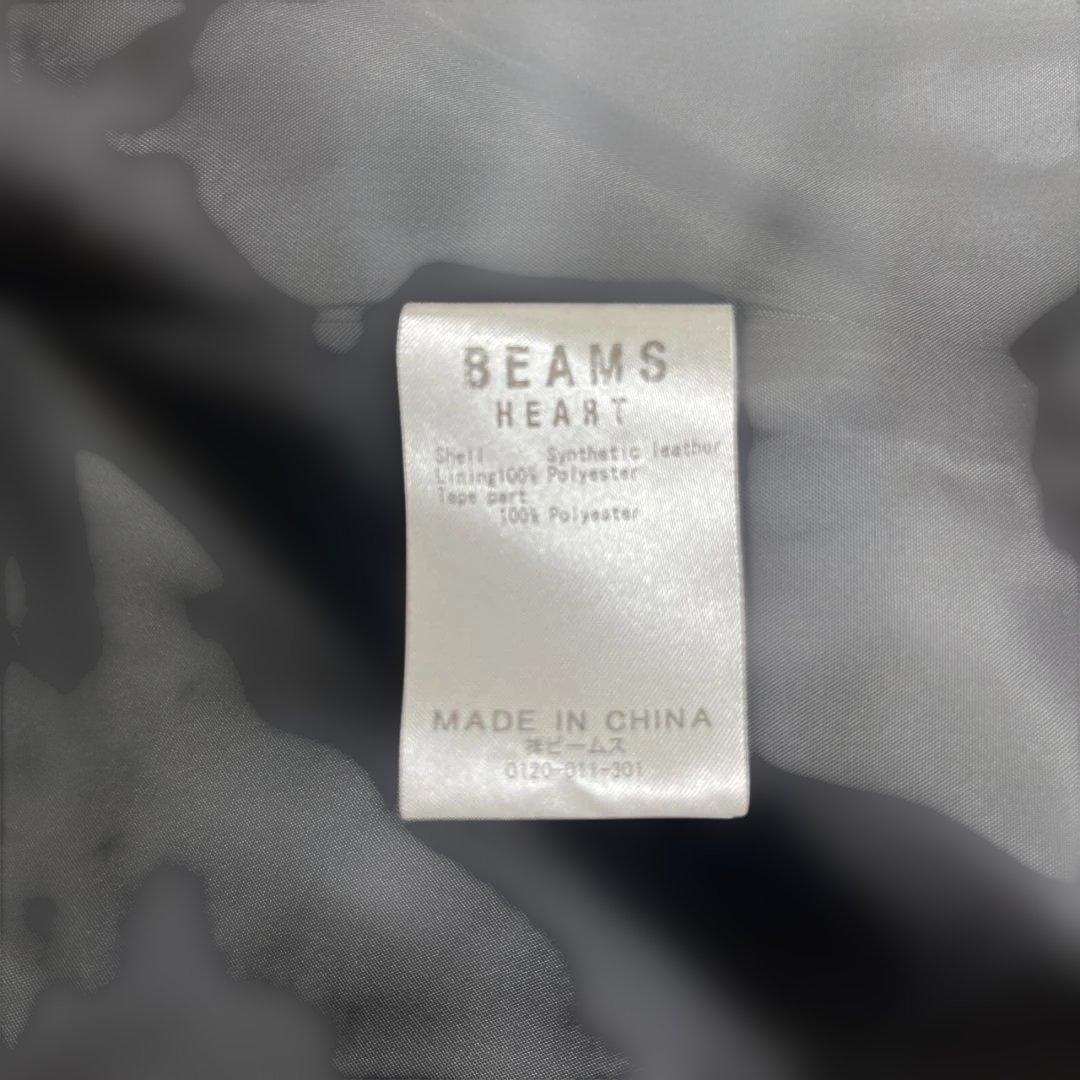 BEAMS
HEART
Shell Synthetic leather
Lining100% Polyester
Tape part
100% Polyester
MADE IN CHINA
㈱ビームス
0120-011-301